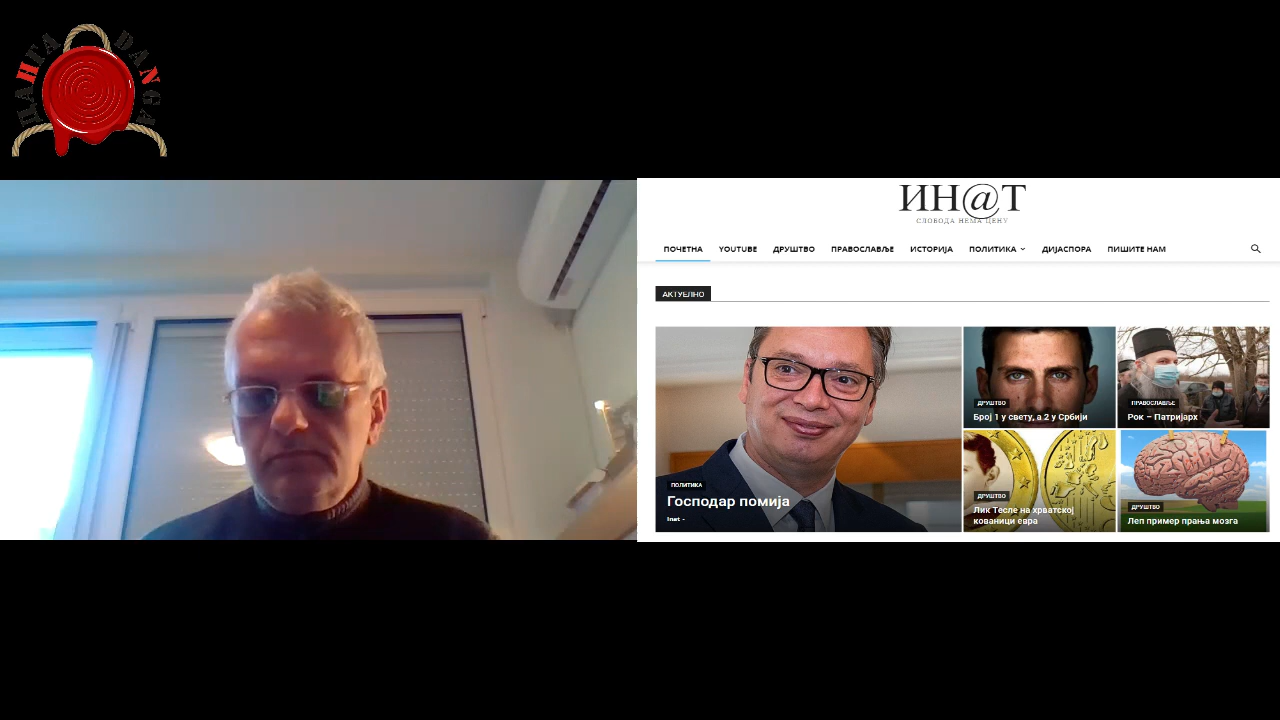 ДАНГА
DANGA
ИН@Т
СЛОБОДА НЕМА ЦЕНУ
ПОЧЕТНА YOUTUBE ДРУШТВО ПРАВОСЛАВЉЕ ИСТОРИЈА ПОЛИТИКА ДИЈАСПОРА ПИШИТЕ НАМ
АКТУЕЛНО
ПОЛИТИКА
Господар помија
Inat -
ДРУШТВО
Број 1 у свету, а 2 у Србији
ПРАВОСЛАВЉЕ
Рок – Патријарх
ДРУШТВО
Лик Тесле на хрватској
кованици евра
ДРУШТВО
Леп пример прања мозга